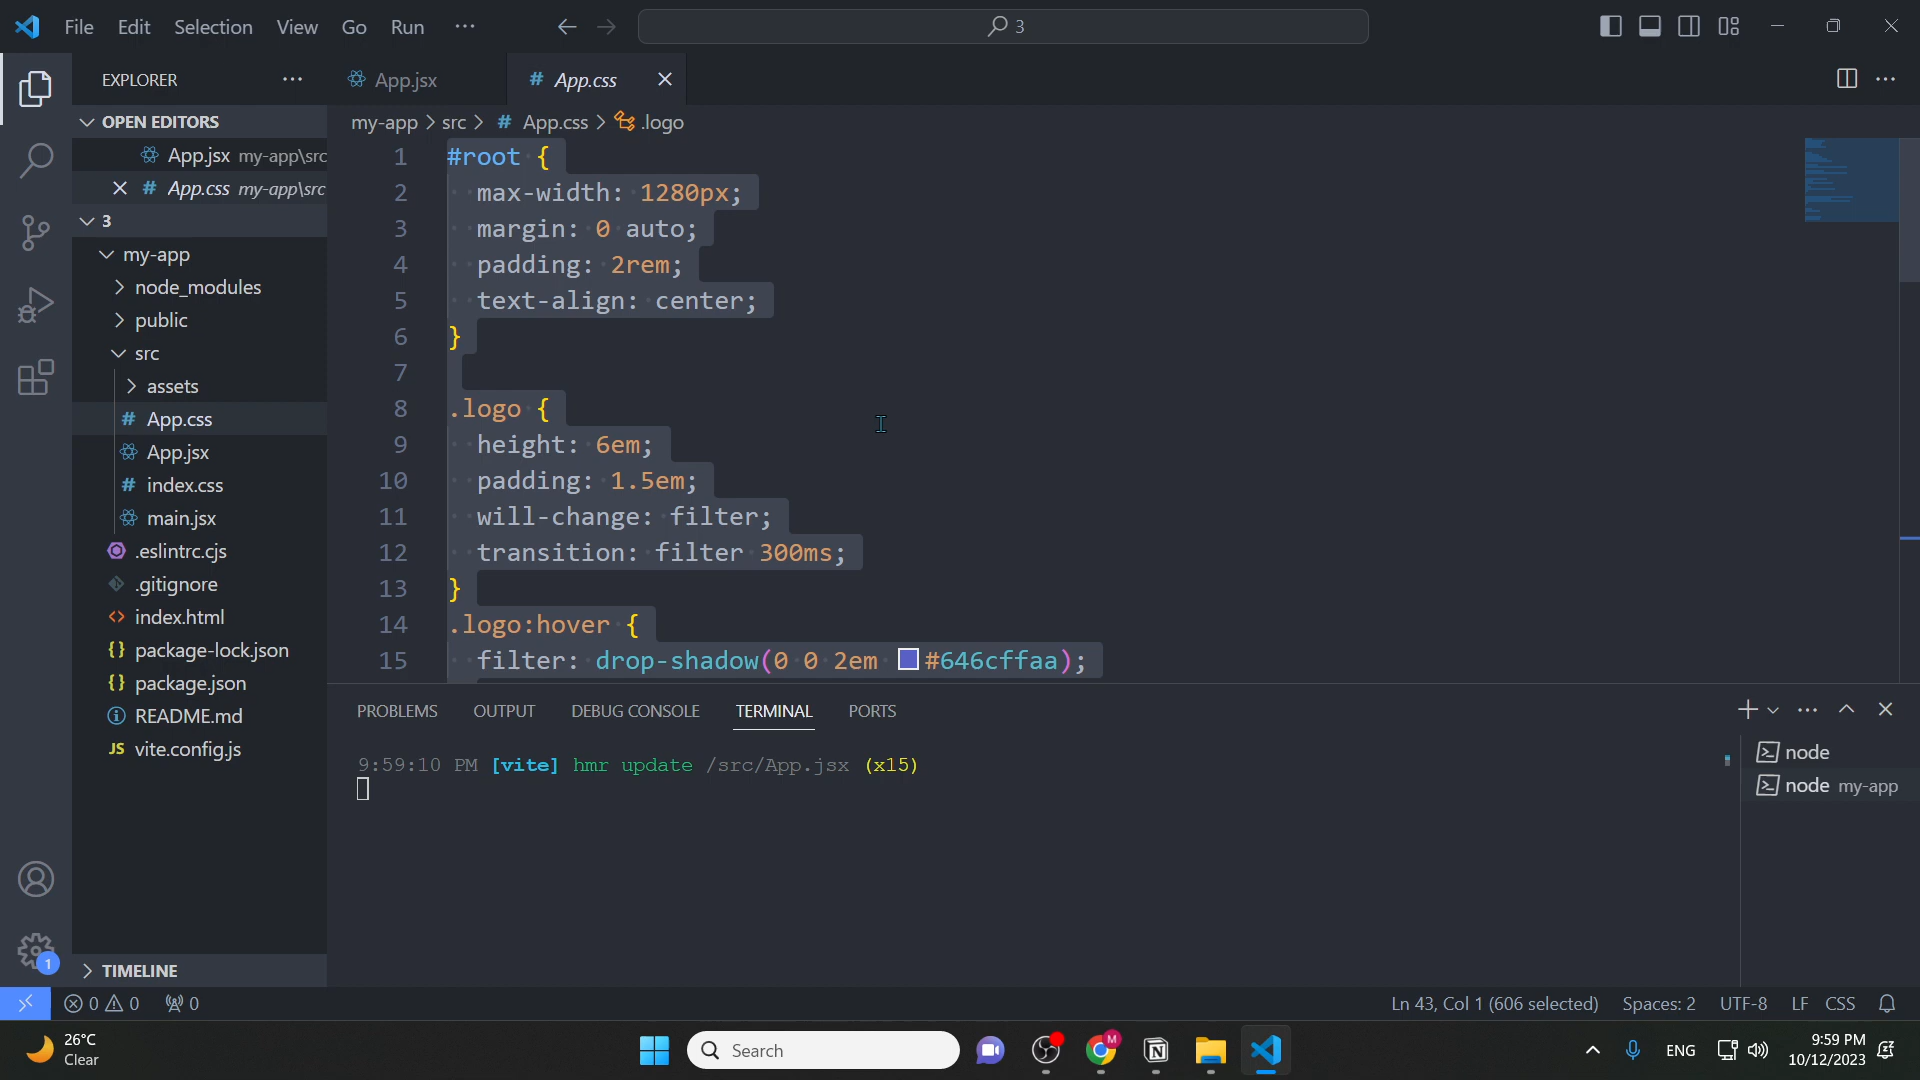 File Edit Selection View Go Run ···
3
EXPLORER ···
App.jsx
# App.css
OPEN EDITORS
App.jsx my-app\src
# App.css my-app\src
3
my-app
node_modules
public
src
assets
# App.css
App.jsx
# index.css
main.jsx
.eslintrc.cjs
.gitignore
<> index.html
{} package-lock.json
{} package.json
README.md
JS vite.config.js
TIMELINE
my-app > src > # App.css > .logo
1 #root {
2 max-width: 1280px;
3 margin: 0 auto;
4 padding: 2rem;
5 text-align: center;
6 }
7
8 .logo {
9 height: 6em;
10 padding: 1.5em;
11 will-change: filter;
12 transition: filter 300ms;
13 }
14 .logo:hover {
15 filter: drop-shadow(0 0 2em #646cffaa);
PROBLEMS OUTPUT DEBUG CONSOLE TERMINAL PORTS
9:59:10 PM [vite] hmr update /src/App.jsx (x15)
node
node my-app
1
0 0 0
Ln 43, Col 1 (606 selected) Spaces: 2 UTF-8 LF CSS
26°C
Clear
Search
M
ENG
9:59 PM
10/12/2023